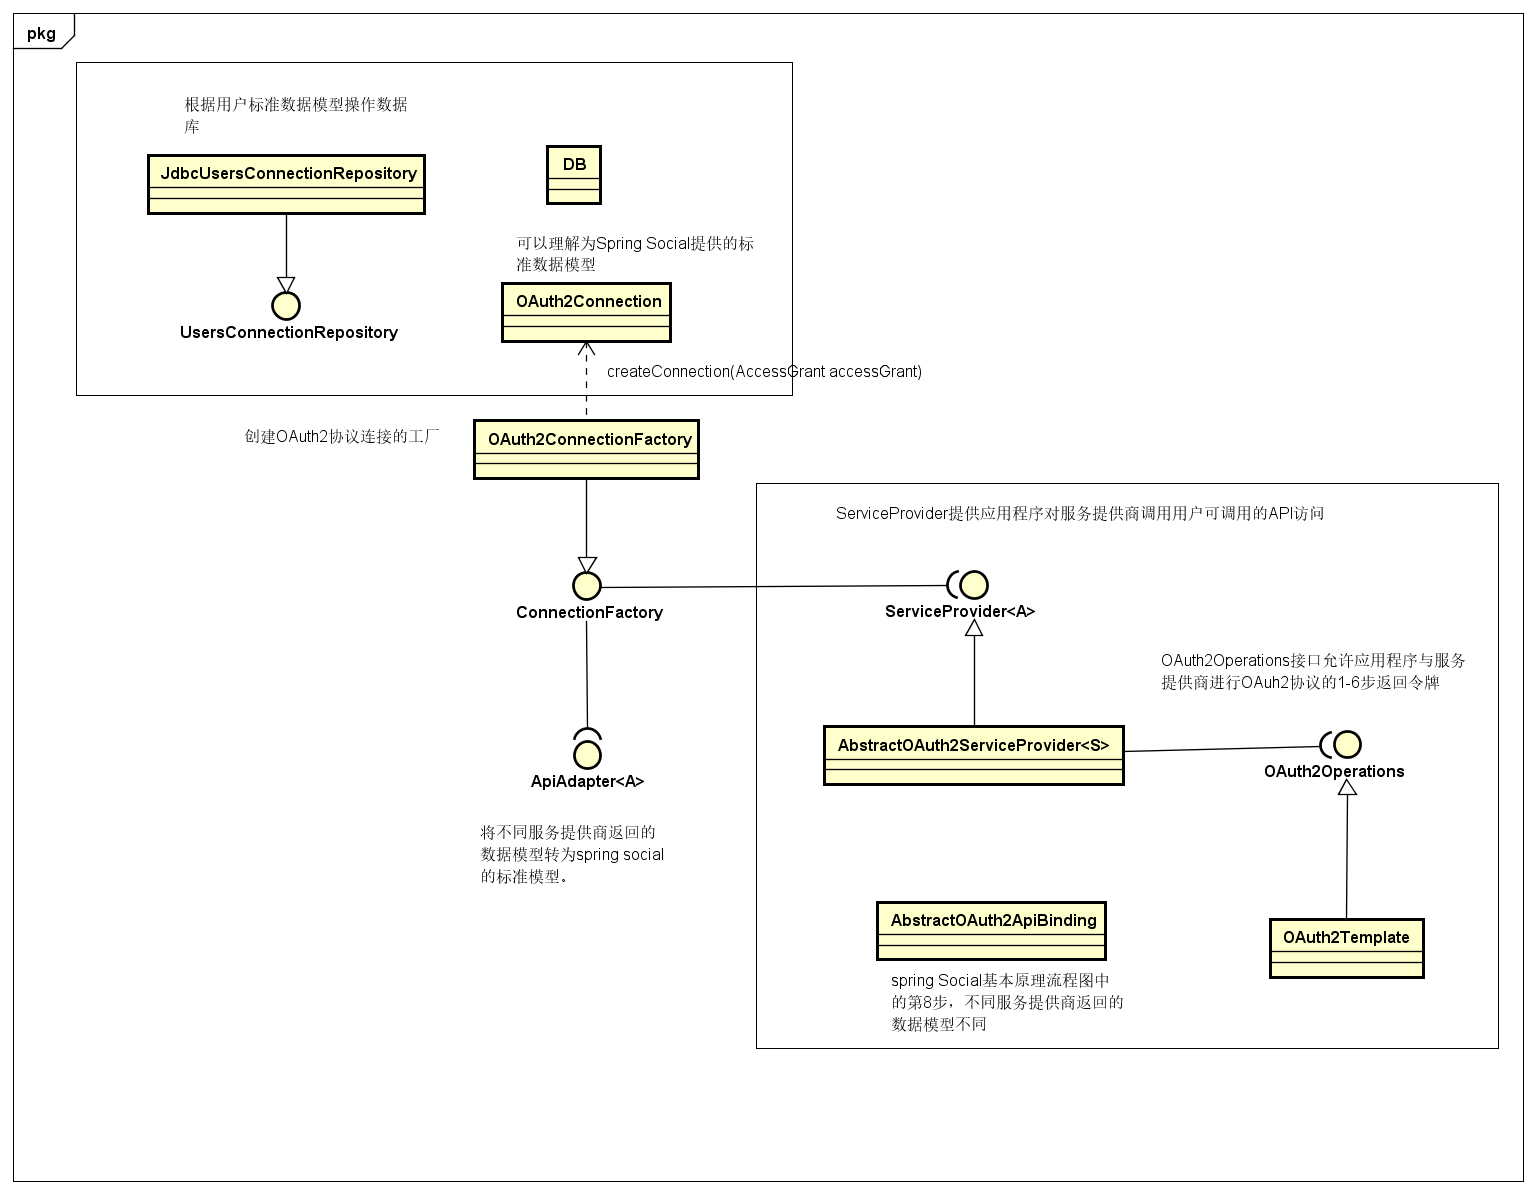 pkg
根据用户标准数据模型操作数据
库
JdbcUsersConnectionRepository
DB
可以理解为Spring Social提供的标
准数据模型
OAuth2Connection
UsersConnectionRepository
createConnection(AccessGrant accessGrant)
创建OAuth2协议连接的工厂
OAuth2ConnectionFactory
ServiceProvider提供应用程序对服务提供商调用用户可调用的API访问
ConnectionFactory
ServiceProvider<A>
OAuth2Operations接口允许应用程序与服务
提供商进行OAuh2协议的1-6步返回令牌
AbstractOAuth2ServiceProvider<S>
OAuth2Operations
ApiAdapter<A>
将不同服务提供商返回的
数据模型转为spring social
的标准模型。
AbstractOAuth2ApiBinding
OAuth2Template
spring Social基本原理流程图中
的第8步，不同服务提供商返回的
数据模型不同